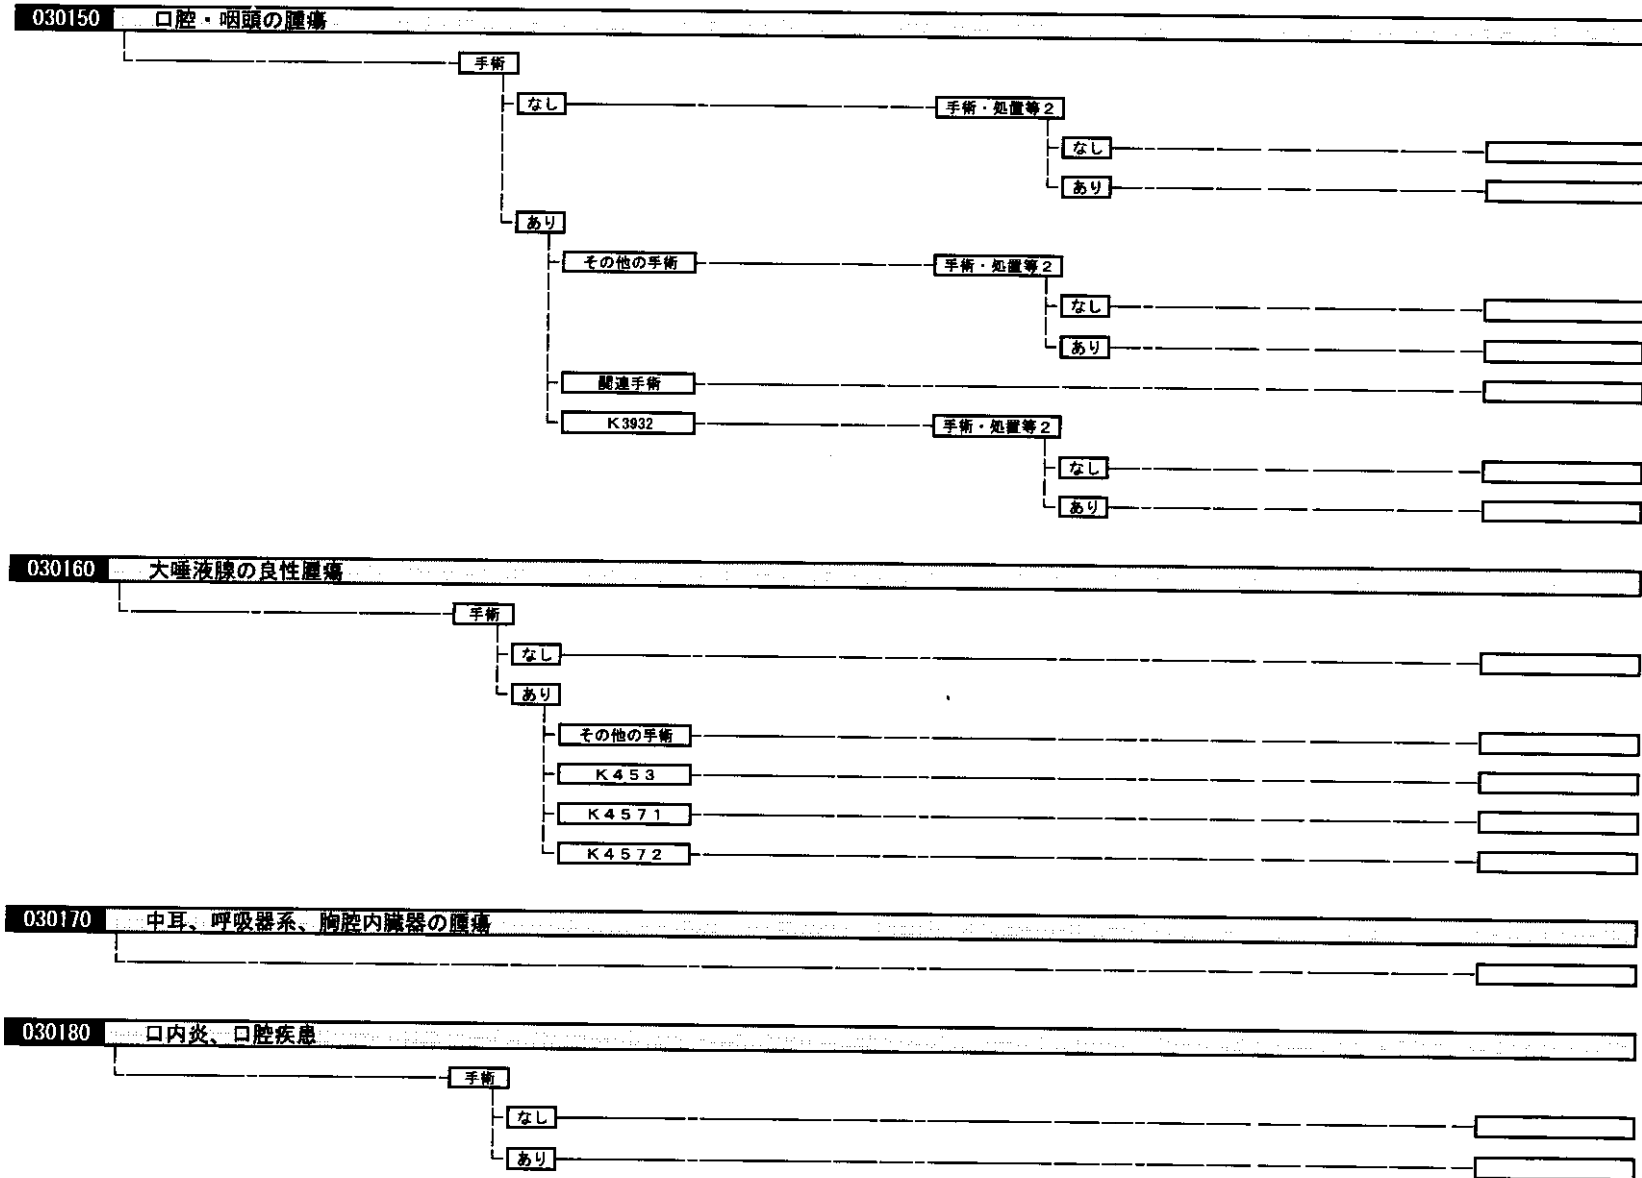 030150 口腔・咽頭の腫瘍
手術
なし 手術・処置等2
なし
あり
あり
その他の手術 手術・処置等2
なし
あり
関連手術
K3932 手術・処置等2
なし
あり
030160 大唾液腺の良性腫瘍
手術
なし
あり
その他の手術
K453
K4571
K4572
030170 中耳、呼吸器系、胸腔内臓器の腫瘍
030180 口内炎、口腔疾患
手術
なし
あり